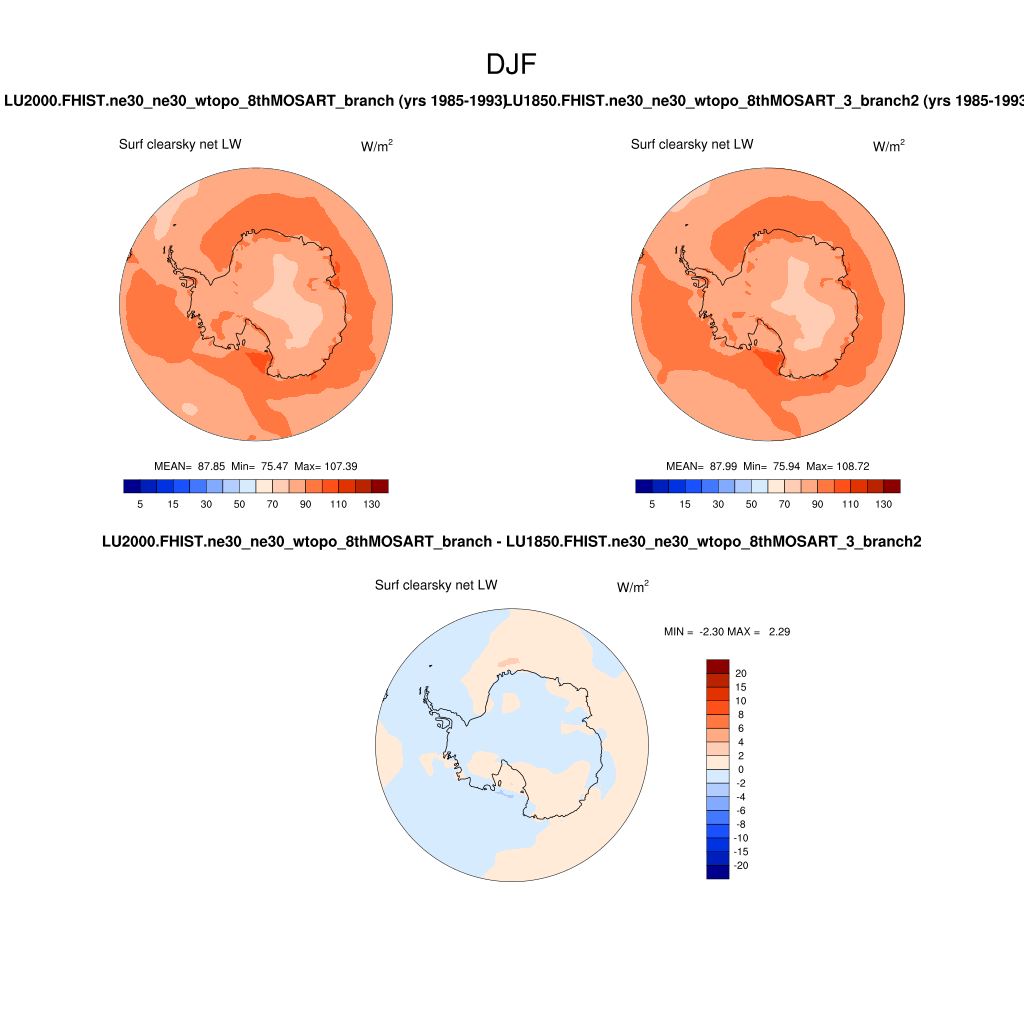 DJF
LU2000.FHIST.ne30_ne30_wtopo_8thMOSART_branch (yrs 1985-1993)
LU1850.FHIST.ne30_ne30_wtopo_8thMOSART_3_branch2 (yrs 1985-1993
Surf clearsky net LW W/m2
Surf clearsky net LW W/m2
MEAN= 87.85 Min= 75.47 Max= 107.39
MEAN= 87.99 Min= 75.94 Max= 108.72
5 15 30 50 70 90 110 130
5 15 30 50 70 90 110 130
LU2000.FHIST.ne30_ne30_wtopo_8thMOSART_branch - LU1850.FHIST.ne30_ne30_wtopo_8thMOSART_3_branch2
Surf clearsky net LW W/m2
MIN = -2.30 MAX = 2.29
20
15
10
8
6
4
2
0
-2
-4
-6
-8
-10
-15
-20